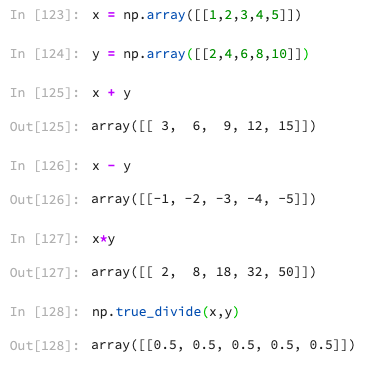 In [123]: x = np.array([[1,2,3,4,5]])
In [124]: y = np.array([[2,4,6,8,10]])
In [125]: x + y
Out[125]: array([[ 3,  6,  9, 12, 15]])
In [126]: x - y
Out[126]: array([[-1, -2, -3, -4, -5]])
In [127]: x*y
Out[127]: array([[ 2,  8, 18, 32, 50]])
In [128]: np.true_divide(x,y)
Out[128]: array([[0.5, 0.5, 0.5, 0.5, 0.5]])